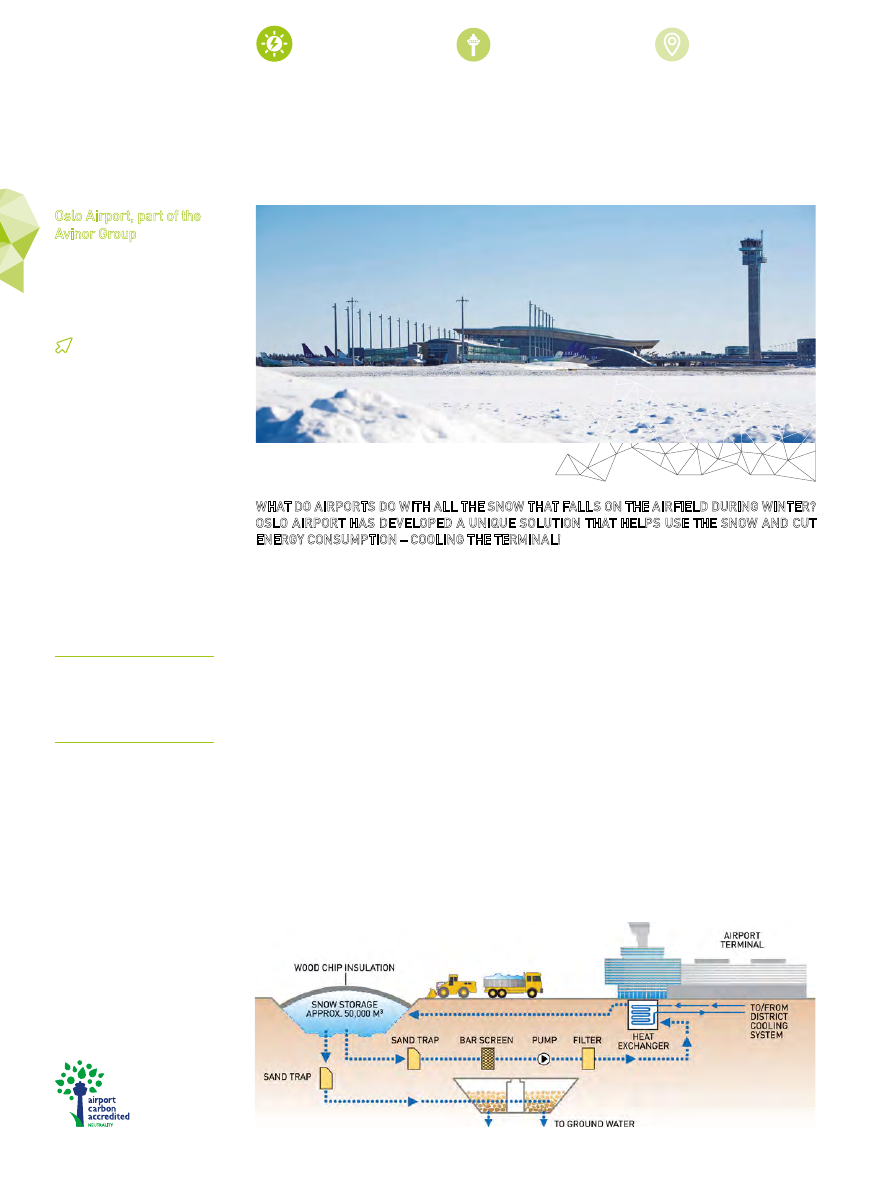 Oslo Airport, part of the
Avinor Group
WHAT DO AIRPORTS DO WITH ALL THE SNOW THAT FALLS ON THE AIRFIELD DURING WINTER?
OSLO AIRPORT HAS DEVELOPED A UNIQUE SOLUTION THAT HELPS USE THE SNOW AND CUT
ENERGY CONSUMPTION – COOLING THE TERMINAL!
AIRPORT
TERMINAL
WOOD CHIP INSULATION
SNOW STORAGE
APPROX. 50,000 M³
TO/FROM
DISTRICT
COOLING
SYSTEM
SAND TRAP
BAR SCREEN
PUMP
FILTER
HEAT
EXCHANGER
SAND TRAP
TO GROUND WATER
airport
carbon
accredited
NEUTRALITY